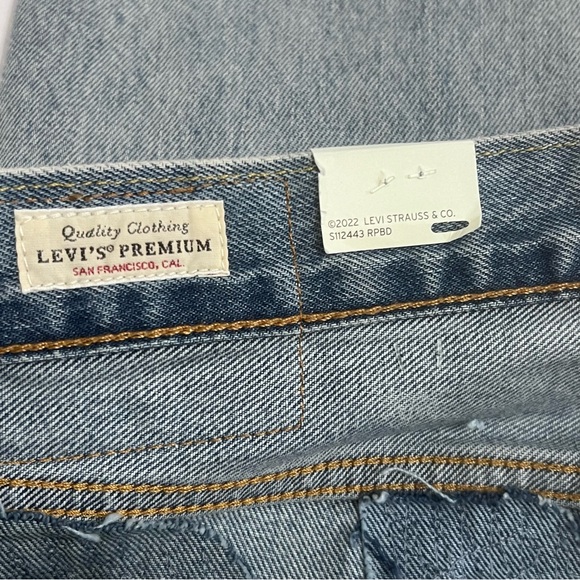 Quality Clothing
LEVI'S® PREMIUM
SAN FRANCISCO, CAL.
©2022 LEVI STRAUSS & CO.
S112443 RPBD